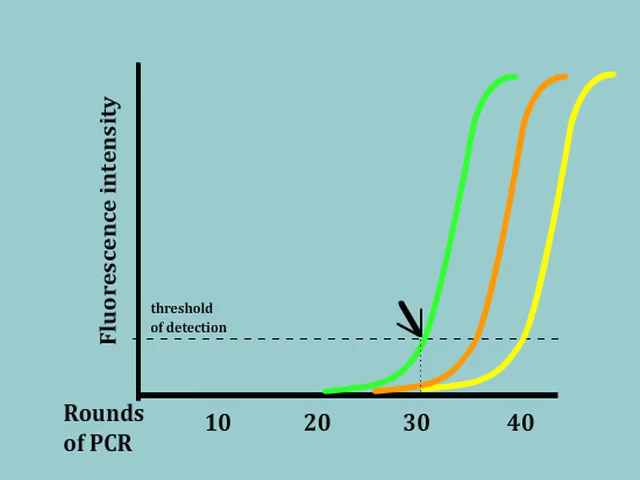 Fluorescence intensity
threshold
of detection
Rounds
of PCR
10 20 30 40